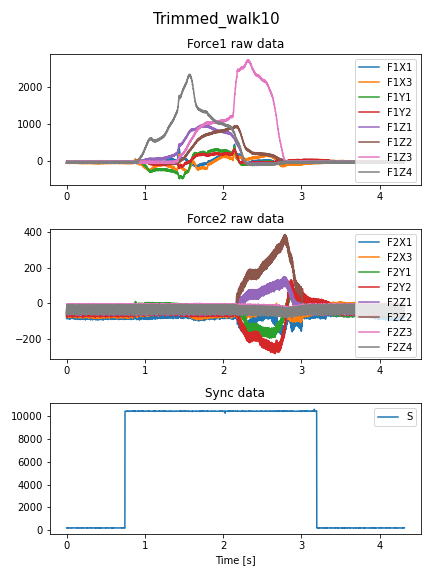 Trimmed_walk10
Force1 raw data
2000
1000
0
F1X1
F1X3
F1Y1
F1Y2
F1Z1
F1Z2
F1Z3
F1Z4
0 1 2 3 4
Force2 raw data
400
200
0
−200
F2X1
F2X3
F2Y1
F2Y2
F2Z1
F2Z2
F2Z3
F2Z4
0 1 2 3 4
Sync data
10000
8000
6000
4000
2000
0
S
0 1 2 3 4
Time [s]